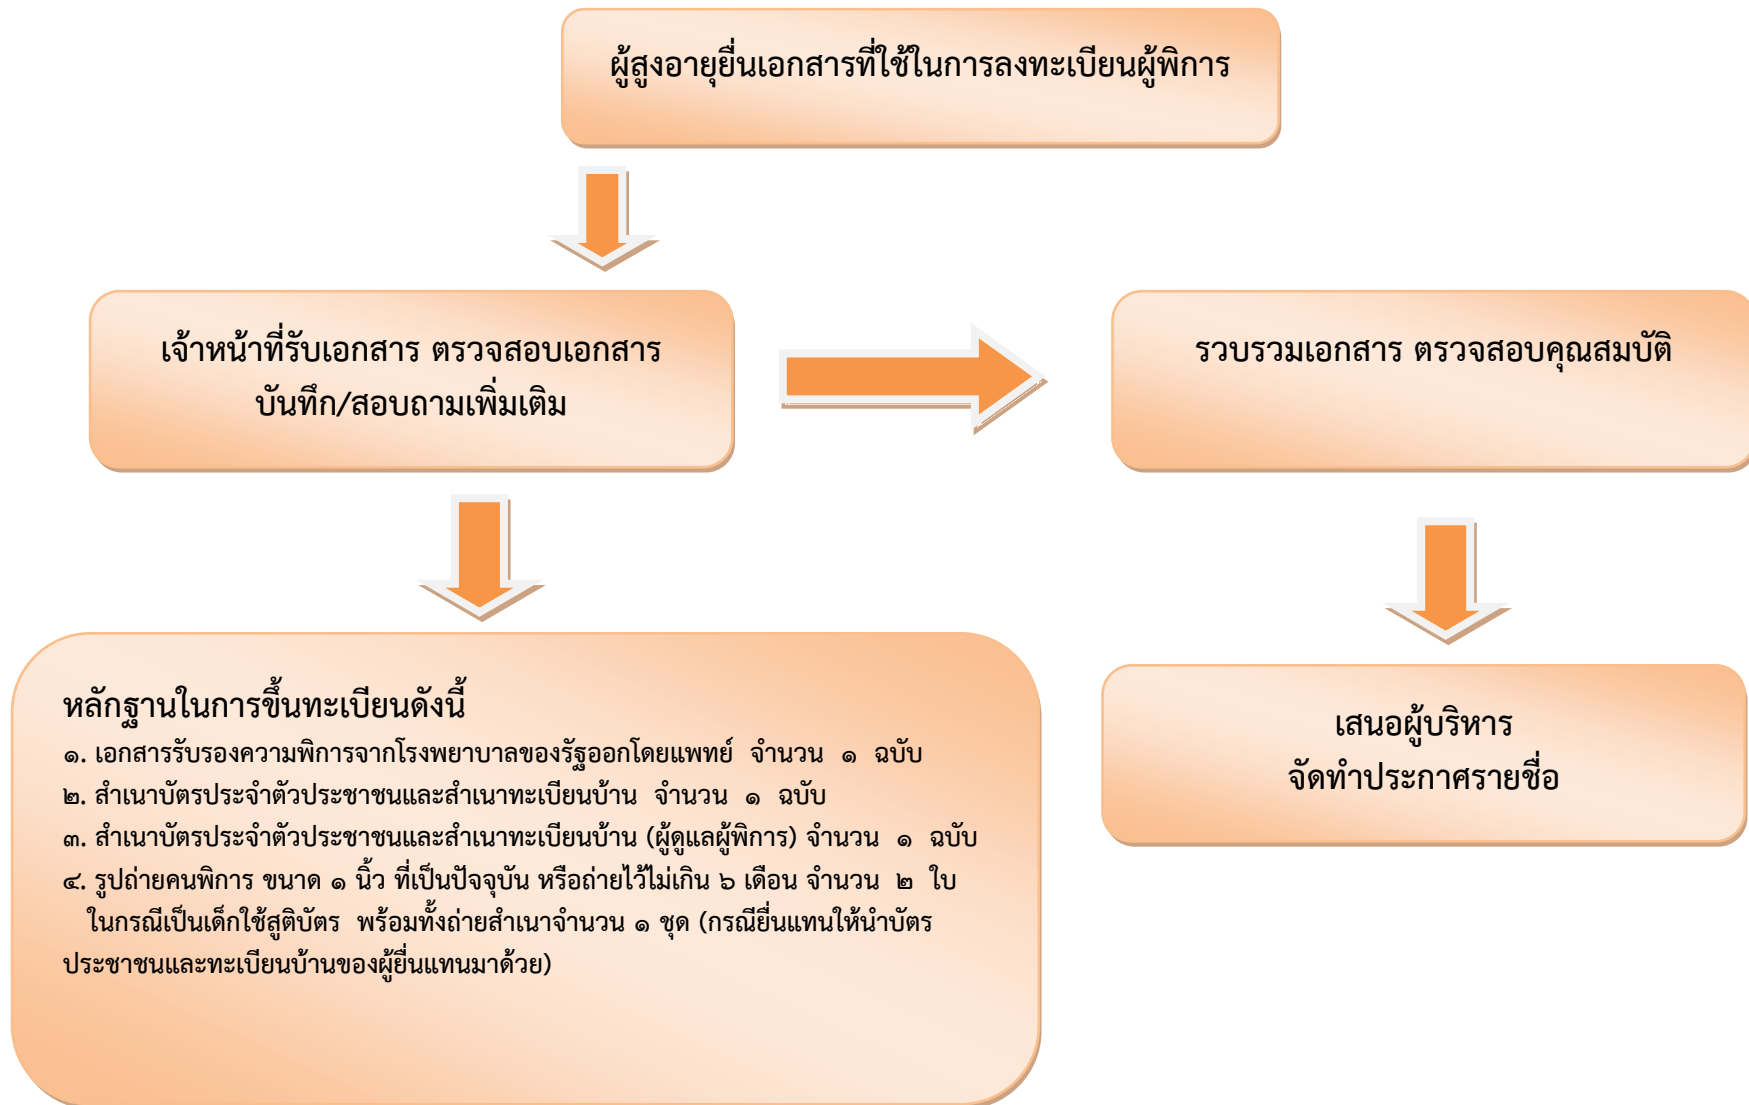 ผู้สูงอายุยื่นเอกสารที่ใช้ในการลงทะเบียนผู้พิการ
เจ้าหน้าที่รับเอกสาร ตรวจสอบเอกสาร
บันทึก/สอบถามเพิ่มเติม
รวบรวมเอกสาร ตรวจสอบคุณสมบัติ
หลักฐานในการขึ้นทะเบียนดังนี้
๑. เอกสารรับรองความพิการจากโรงพยาบาลของรัฐออกโดยแพทย์ จำนวน ๑ ฉบับ
๒. สำเนาบัตรประจำตัวประชาชนและสำเนาทะเบียนบ้าน จำนวน ๑ ฉบับ
๓. สำเนาบัตรประจำตัวประชาชนและสำเนาทะเบียนบ้าน (ผู้ดูแลผู้พิการ) จำนวน ๑ ฉบับ
๔. รูปถ่ายคนพิการ ขนาด ๑ นิ้ว ที่เป็นปัจจุบัน หรือถ่ายไว้ไม่เกิน ๖ เดือน จำนวน ๒ ใบ
ในกรณีเป็นเด็กใช้สูติบัตร พร้อมทั้งถ่ายสำเนาจำนวน ๑ ชุด (กรณียื่นแทนให้นำบัตร
ประชาชนและทะเบียนบ้านของผู้ยื่นแทนมาด้วย)
เสนอผู้บริหาร
จัดทำประกาศรายชื่อ